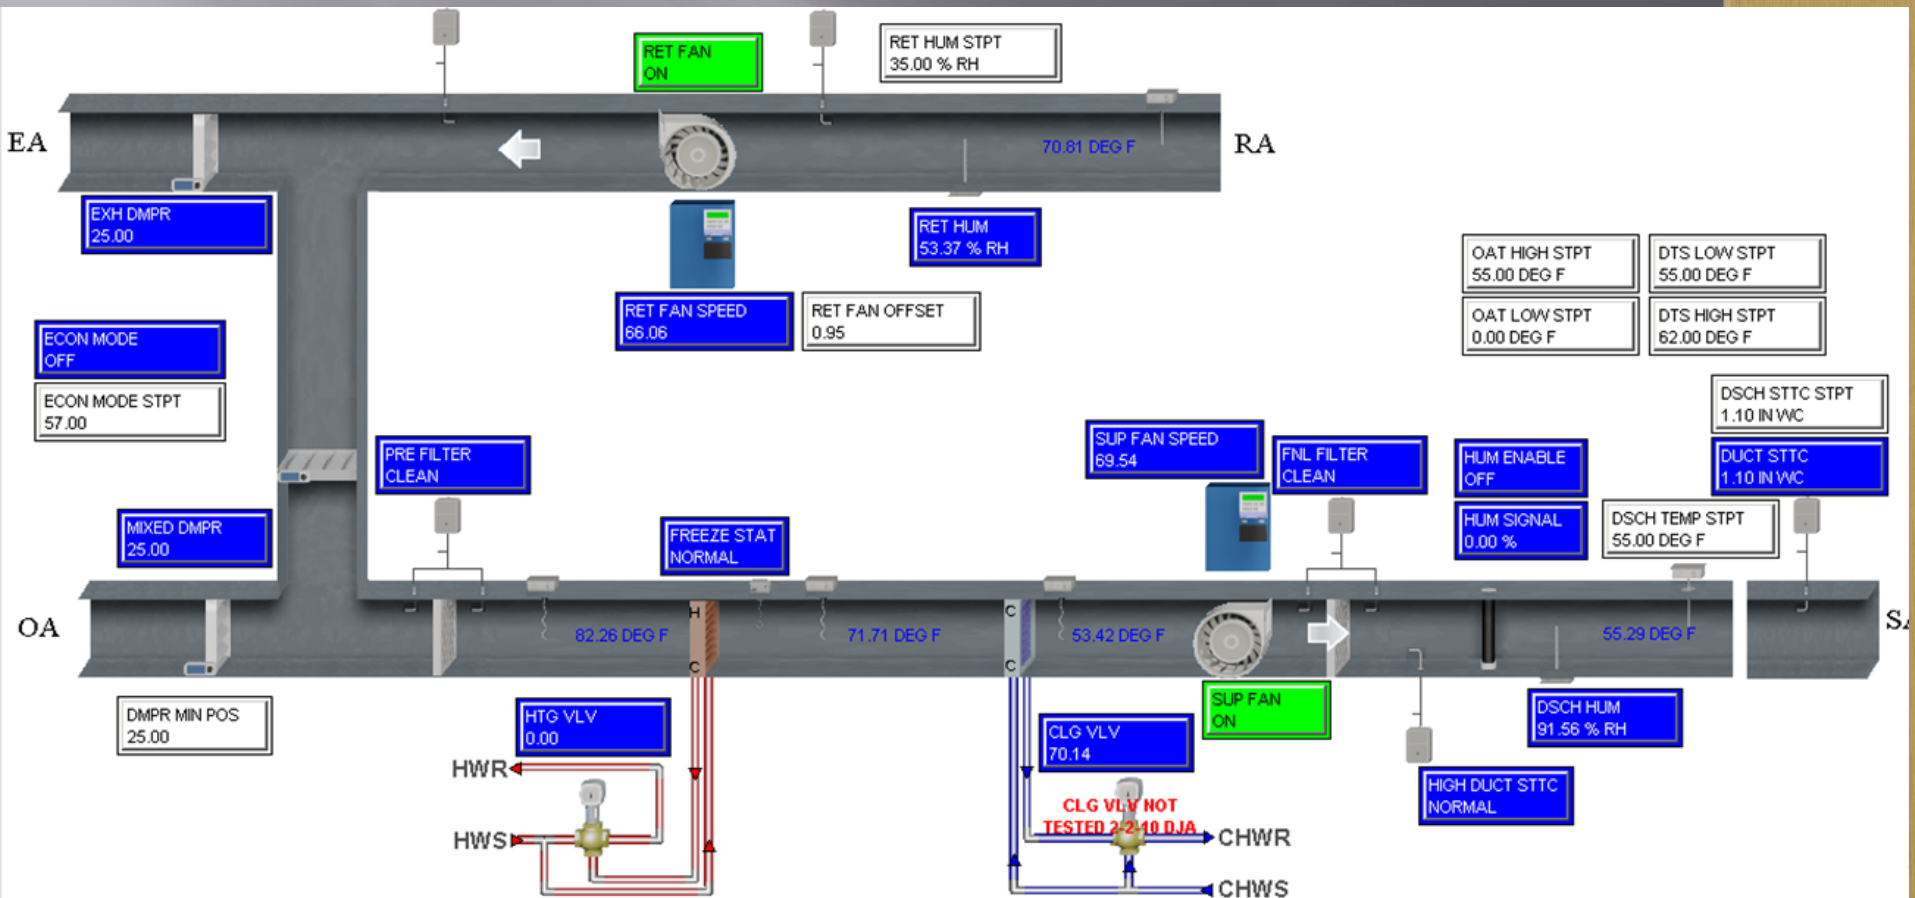 RET FAN
ON
RET HUM STPT
35.00 % RH
EA
70.81 DEG F
RA
EXH DMPR
25.00
RET HUM
53.37 % RH
OAT HIGH STPT
55.00 DEG F
DTS LOW STPT
55.00 DEG F
RET FAN SPEED
66.06
RET FAN OFFSET
0.95
OAT LOW STPT
0.00 DEG F
DTS HIGH STPT
62.00 DEG F
ECON MODE
OFF
ECON MODE STPT
57.00
DSCH STTC STPT
1.10 IN WC
PRE FILTER
CLEAN
SUP FAN SPEED
69.54
FNL FILTER
CLEAN
HUM ENABLE
OFF
DUCT STTC
1.10 IN WC
MIXED DMPR
25.00
FREEZE STAT
NORMAL
HUM SIGNAL
0.00 %
DSCH TEMP STPT
55.00 DEG F
OA
H
C
82.26 DEG F
71.71 DEG F
C
C
53.42 DEG F
55.29 DEG F
DMPR MIN POS
25.00
HTG VLV
0.00
CLG VLV
70.14
SUP FAN
ON
DSCH HUM
91.56 % RH
HIGH DUCT STTC
NORMAL
HWR
HWS
CLG VLV NOT
TESTED 2-2-10 DJA
CHWR
CHWS